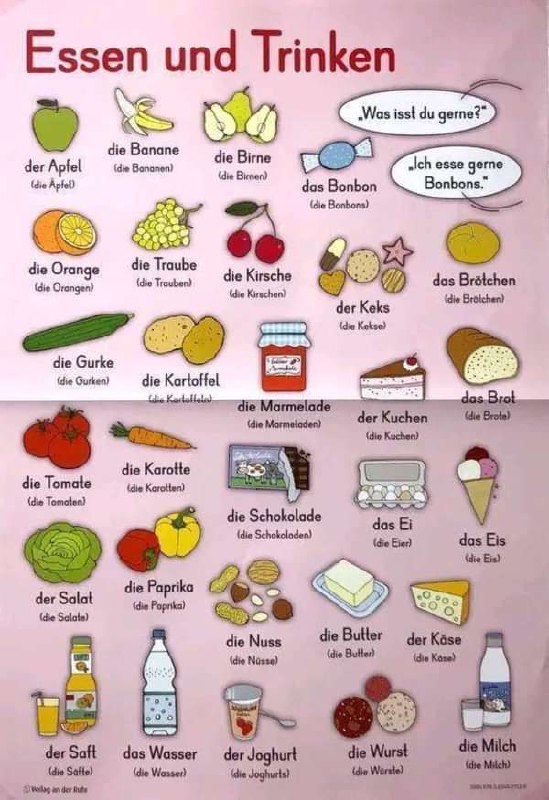 Essen und Trinken
„Was isst du gerne?“
„Ich esse gerne
Bonbons.“
der Apfel
(die Äpfel)
die Banane
(die Bananen)
die Birne
(die Birnen)
das Bonbon
(die Bonbons)
die Orange
(die Orangen)
die Traube
(die Trauben)
die Kirsche
(die Kirschen)
der Keks
(die Kekse)
das Brötchen
(die Brötchen)
die Gurke
(die Gurken)
die Kartoffel
(die Kartoffeln)
die Marmelade
(die Marmeladen)
der Kuchen
(die Kuchen)
das Brot
(die Brote)
die Tomate
(die Tomaten)
die Karotte
(die Karotten)
Schokolade
die Schokolade
(die Schokoladen)
das Ei
(die Eier)
das Eis
(die Eis)
der Salat
(die Salate)
die Paprika
(die Paprika)
die Nuss
(die Nüsse)
die Butter
(die Butter)
der Käse
(die Käse)
der Saft
(die Säfte)
das Wasser
(die Wasser)
der Joghurt
(die Joghurts)
die Wurst
(die Würste)
die Milch
(die Milch)
© Verlag an der Ruhr